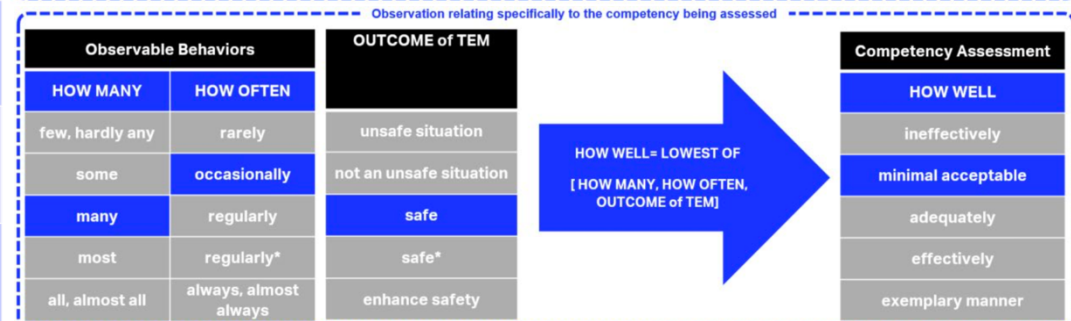 Observation relating specifically to the competency being assessed
Observable Behaviors
OUTCOME of TEM
Competency Assessment
HOW MANY
HOW OFTEN
HOW WELL
few, hardly any
rarely
unsafe situation
ineffectively
some
occasionally
not an unsafe situation
minimal acceptable
many
regularly
safe
adequately
most
regularly*
safe*
effectively
all, almost all
always, almost
always
enhance safety
exemplary manner
HOW WELL= LOWEST OF
[ HOW MANY, HOW OFTEN,
OUTCOME of TEM]